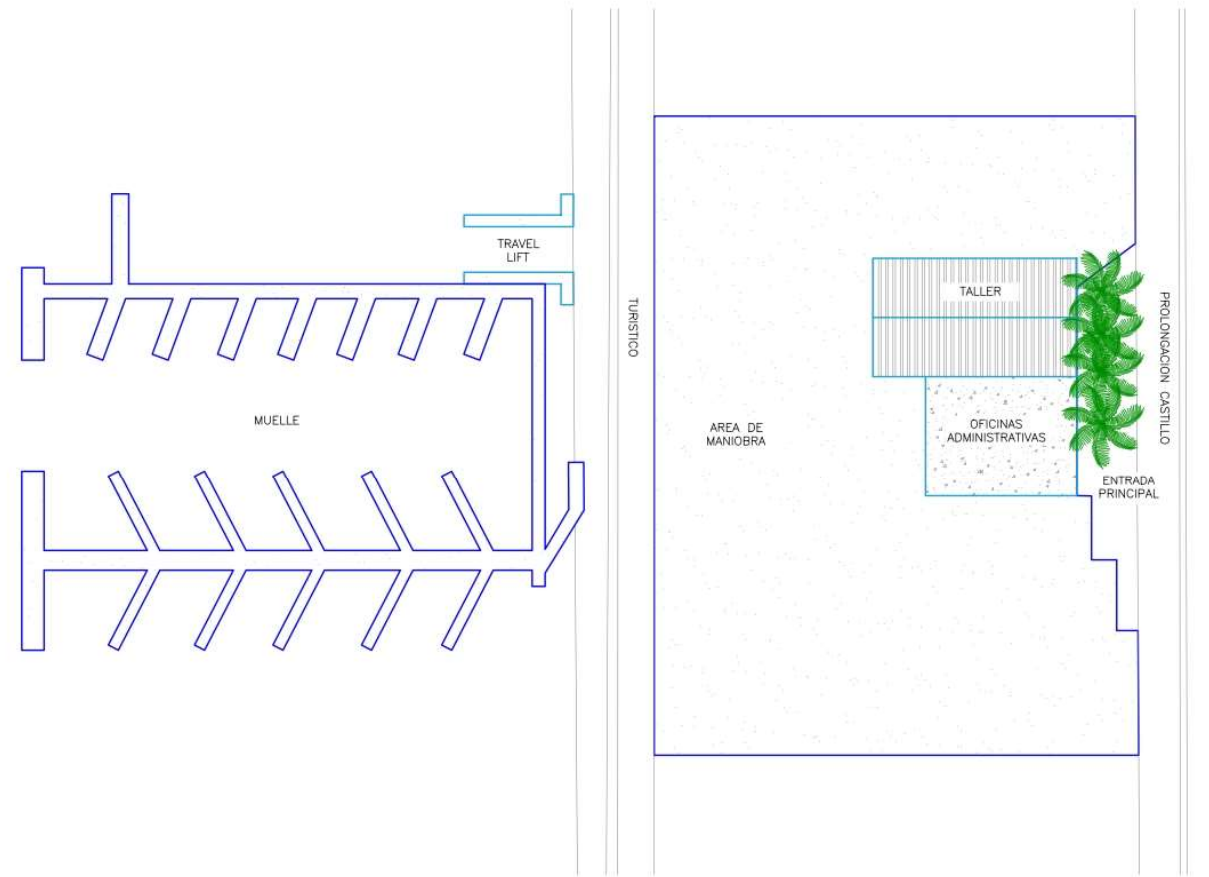 TRAVEL
LIFT
MUELLE
TURISTICO
AREA DE
MANIOBRA
TALLER
OFICINAS
ADMINISTRATIVAS
PROLONGACION CASTILLO
ENTRADA
PRINCIPAL